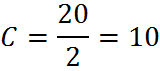 C = 20/2 = 10